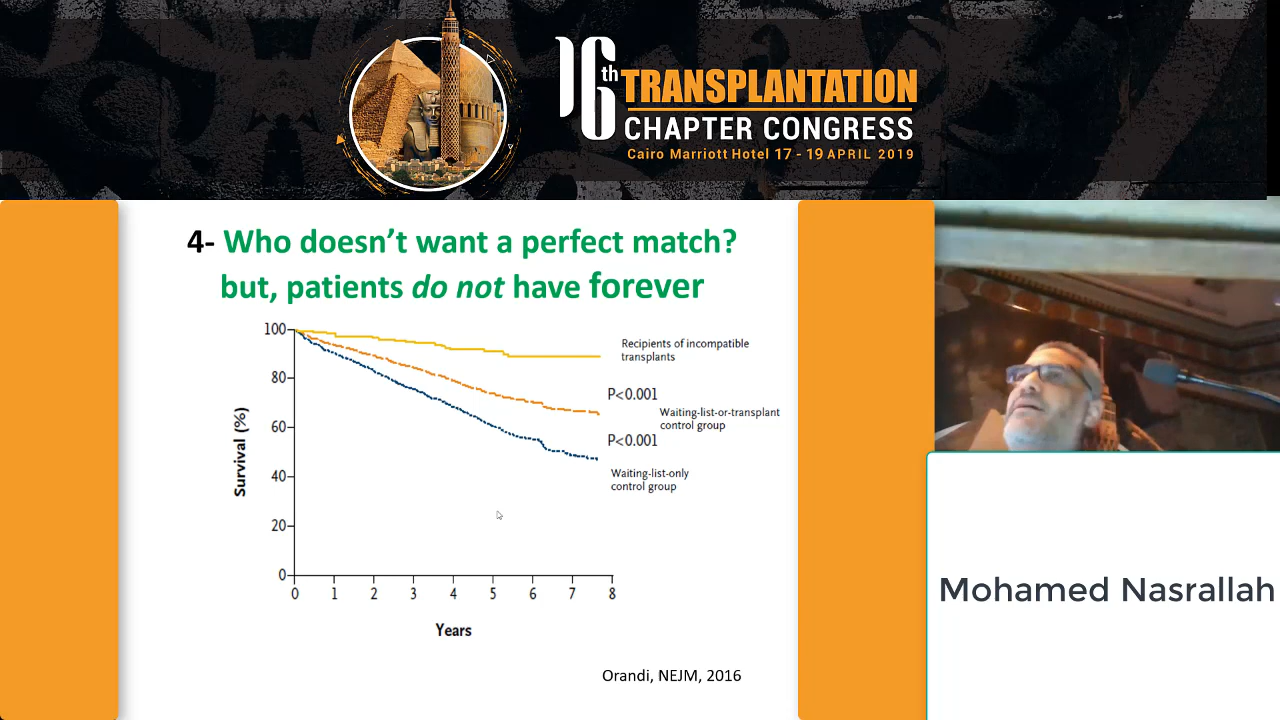 16th TRANSPLANTATION
CHAPTER CONGRESS
Cairo Marriott Hotel 17 - 19 APRIL 2019
4- Who doesn't want a perfect match?
but, patients do not have forever
100
80
60
40
20
0
Survival (%)
0 1 2 3 4 5 6 7 8
Years
Recipients of incompatible
transplants
P<0.001
Waiting-list-or-transplant
control group
P<0.001
Waiting-list-only
control group
Orandi, NEJM, 2016
Mohamed Nasrallah